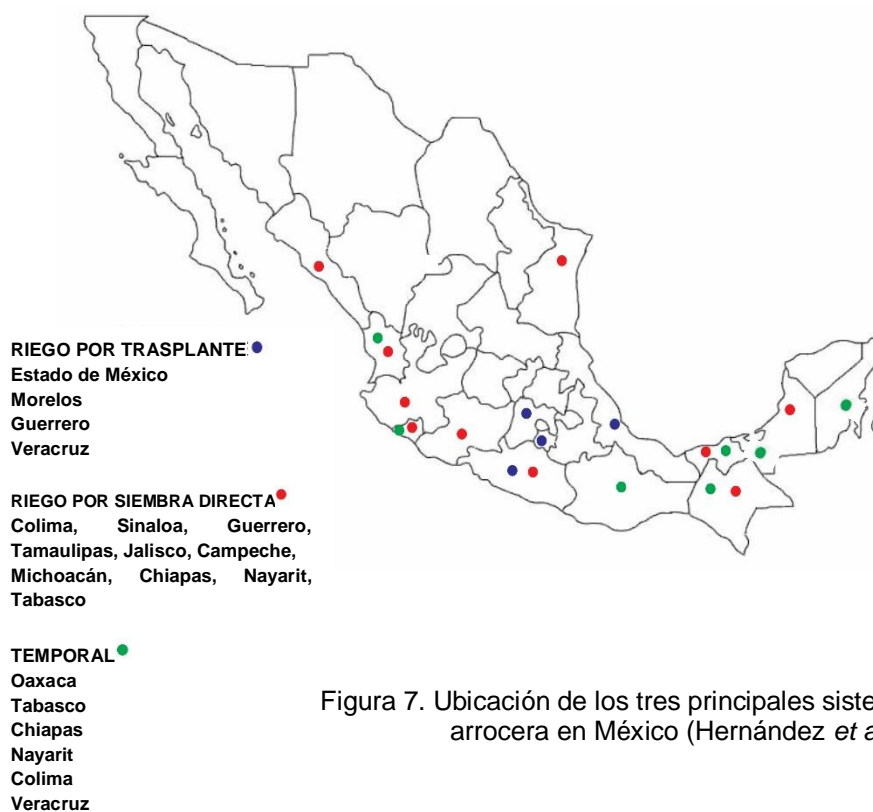 RIEGO POR TRASPLANTE:
Estado de México
Morelos
Guerrero
Veracruz
RIEGO POR SIEMBRA DIRECTA
Colima, Sinaloa, Guerrero,
Tamaulipas, Jalisco, Campeche,
Michoacán, Chiapas, Nayarit,
Tabasco
TEMPORAL
Oaxaca
Tabasco
Chiapas
Nayarit
Colima
Veracruz
Figura 7. Ubicación de los tres principales siste
arrocera en México (Hernández et a